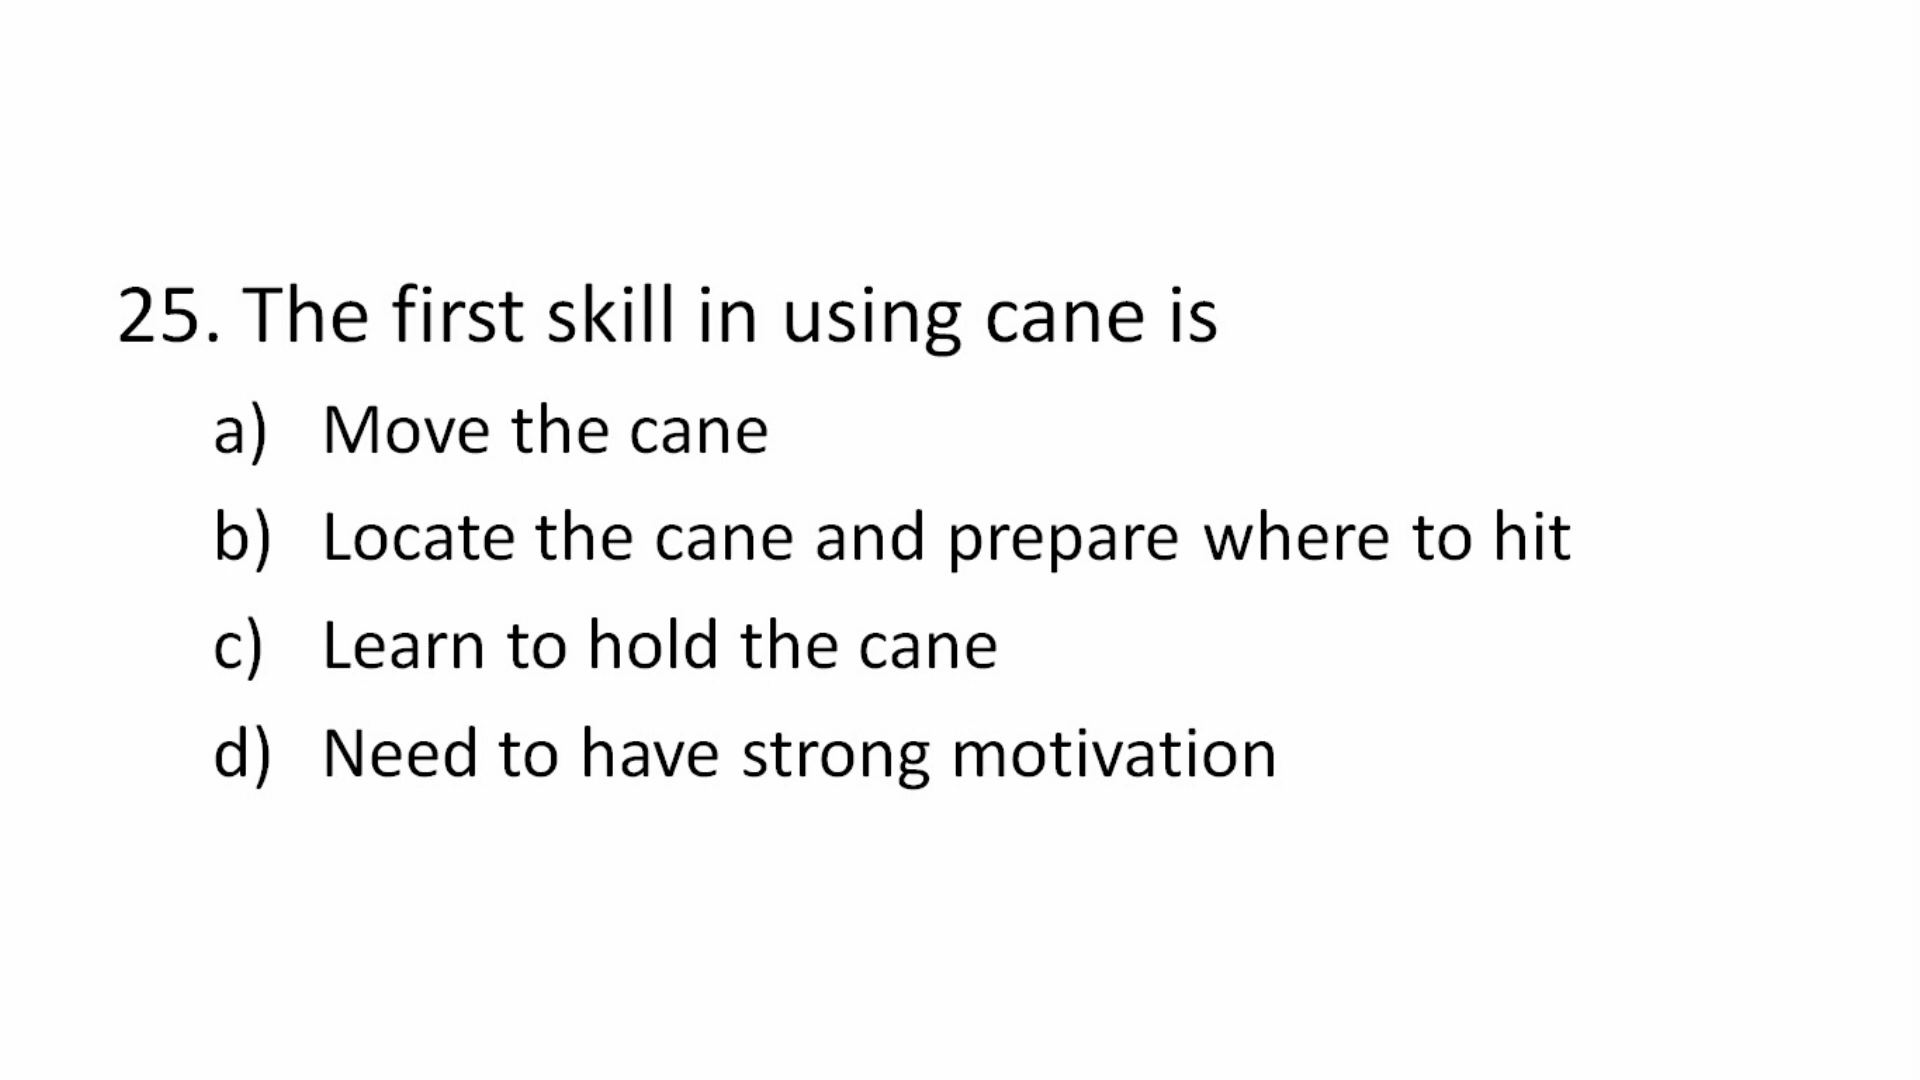 25. The first skill in using cane is
a) Move the cane
b) Locate the cane and prepare where to hit
c) Learn to hold the cane
d) Need to have strong motivation